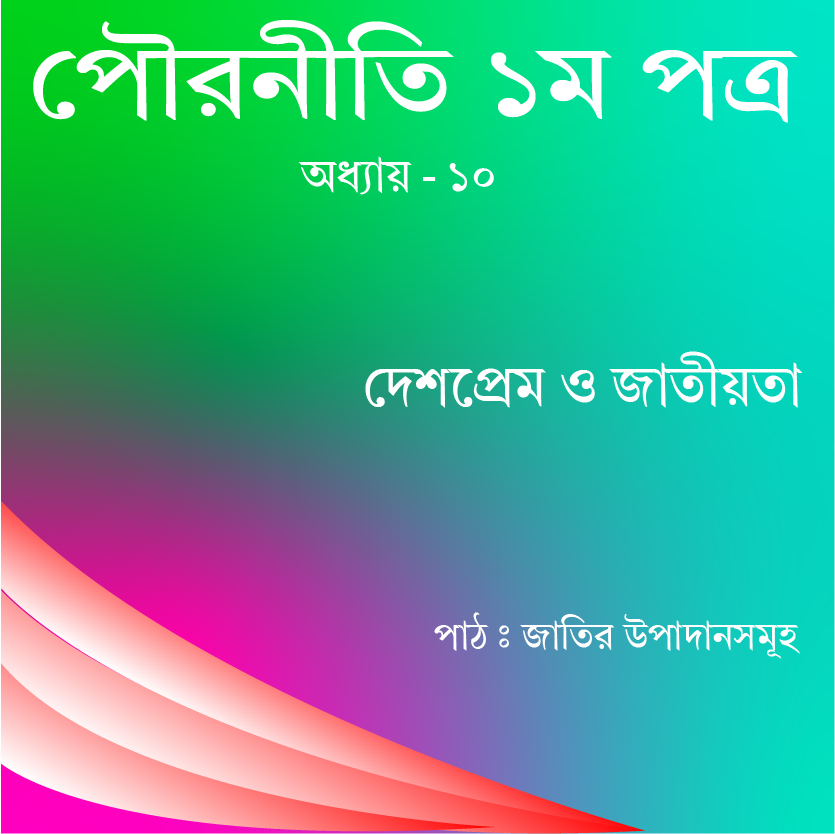 পৌরনীতি ১ম পত্র
অধ্যায় - ১০
দেশপ্রেম ও জাতীয়তা
পাঠ ঃ জাতির উপাদানসমূহ